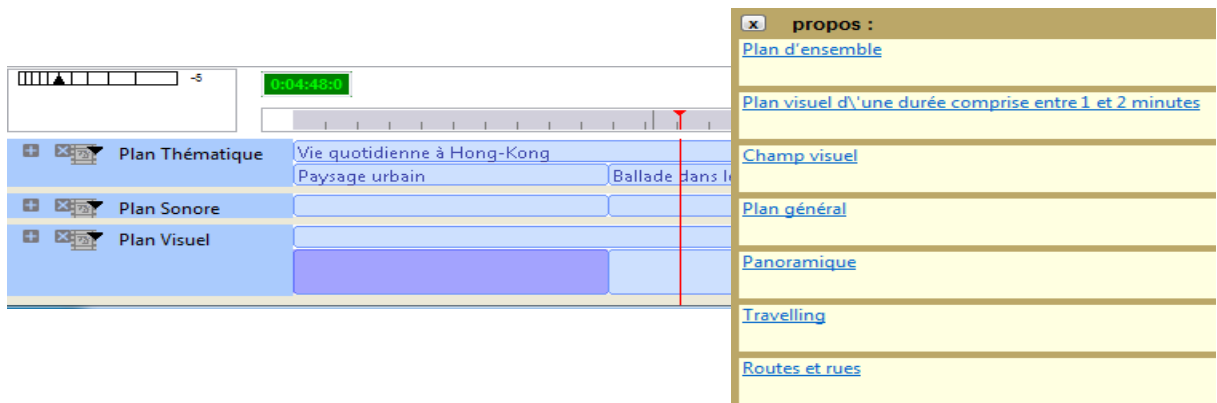 -5
0:04:48:0
Plan Thématique
Vie quotidienne à Hong-Kong
Paysage urbain
Ballade dans le
Plan Sonore
Plan Visuel
x propos :
Plan d'ensemble
Plan visuel d\'une durée comprise entre 1 et 2 minutes
Champ visuel
Plan général
Panoramique
Travelling
Routes et rues